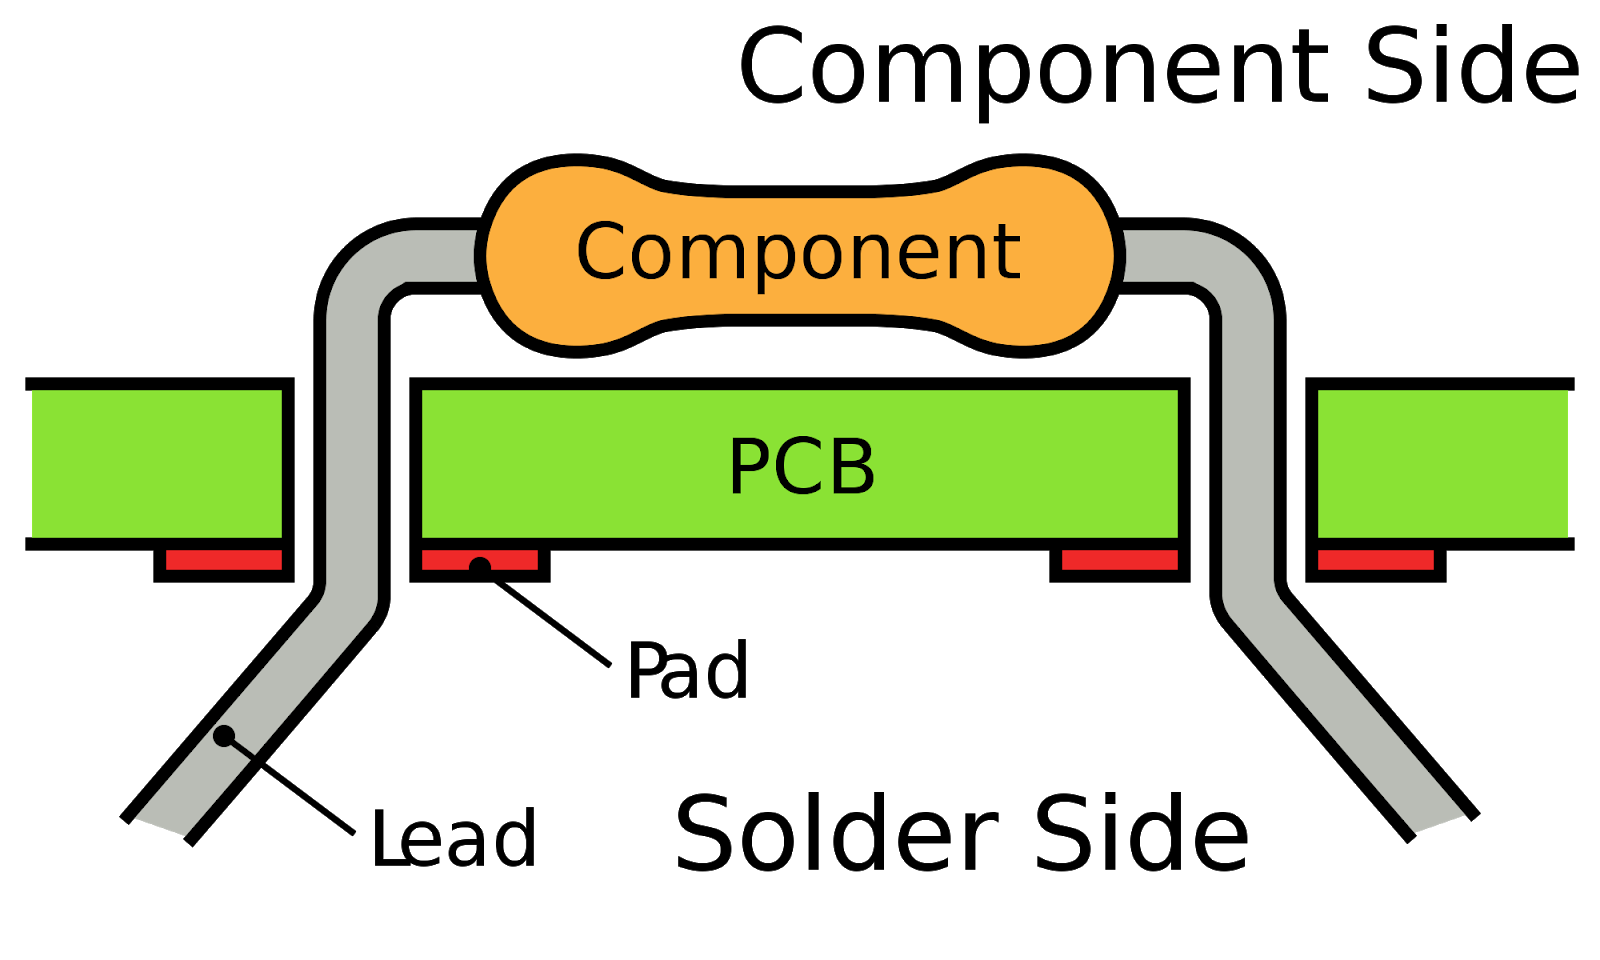 Component Side
Component
PCB
Pad
Lead
Solder Side